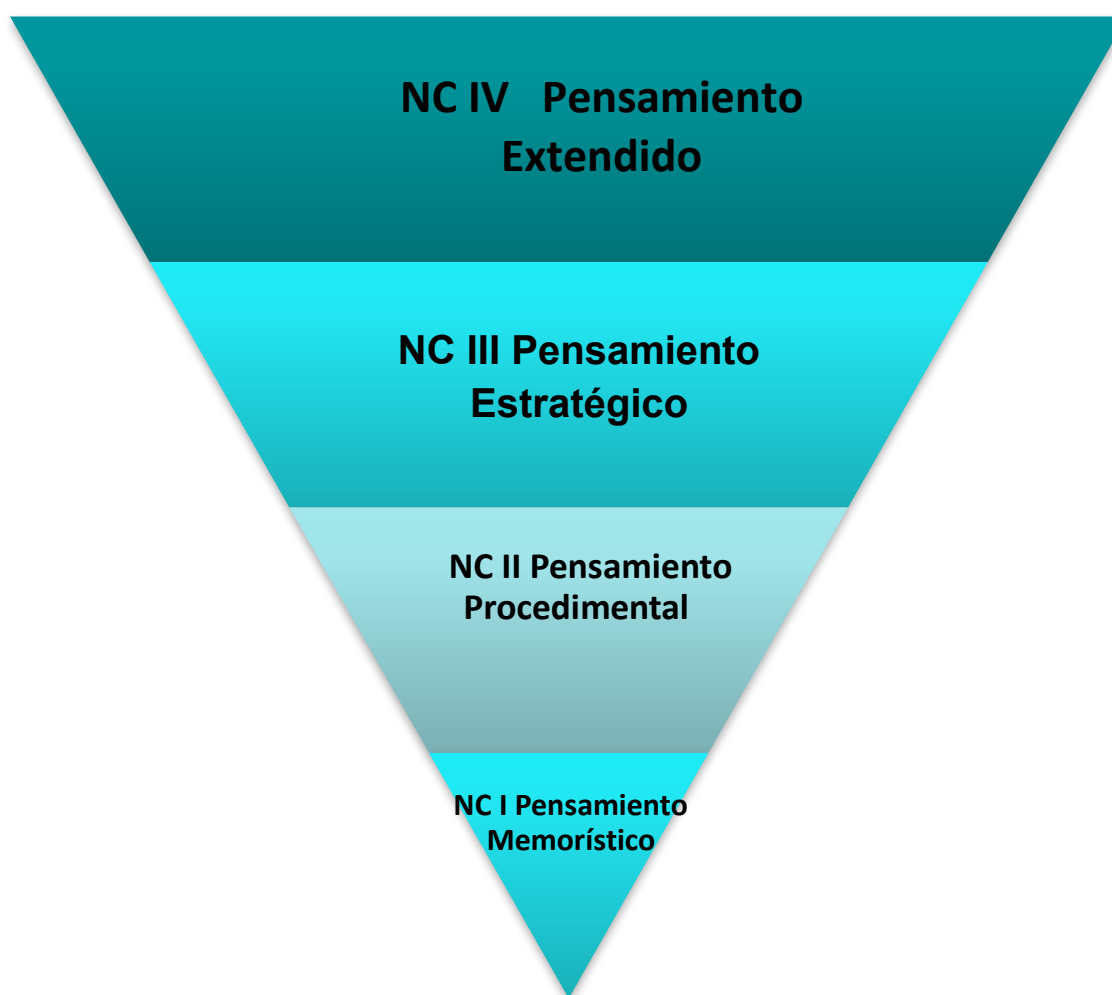 NC IV Pensamiento
Extendido
NC III Pensamiento
Estratégico
NC II Pensamiento
Procedimental
NC I Pensamiento
Memorístico